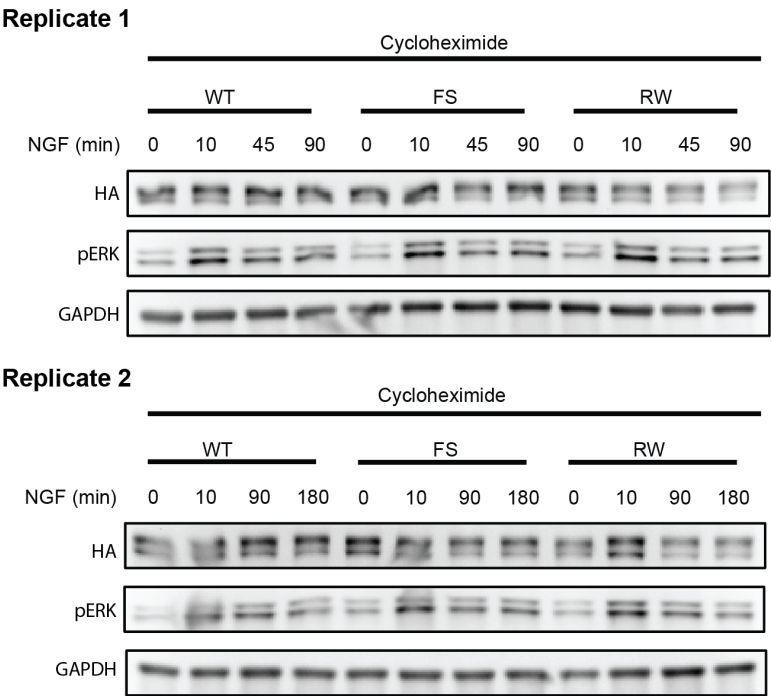 Replicate 1
Cycloheximide
WT FS RW
NGF (min) 0 10 45 90 0 10 45 90 0 10 45 90
HA
pERK
GAPDH
Replicate 2
Cycloheximide
WT FS RW
NGF (min) 0 10 90 180 0 10 90 180 0 10 90 180
HA
pERK
GAPDH